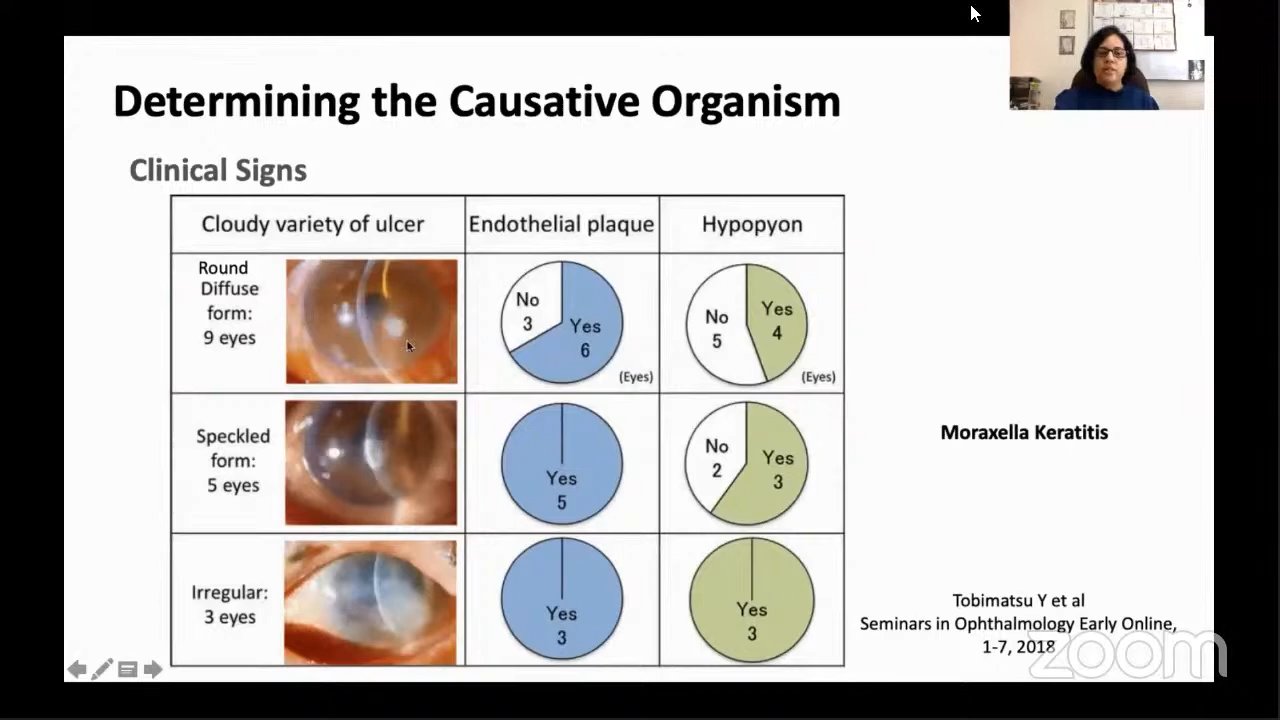 Determining the Causative Organism
Clinical Signs
Cloudy variety of ulcer
Endothelial plaque
Hypopyon
Round
Diffuse
form:
9 eyes
No
3
Yes
6
(Eyes)
No
5
Yes
4
(Eyes)
Speckled
form:
5 eyes
Yes
5
No
2
Yes
3
Irregular:
3 eyes
Yes
3
Yes
3
Moraxella Keratitis
Tobimatsu Y et al
Seminars in Ophthalmology Early Online,
1-7, 2018
zoom